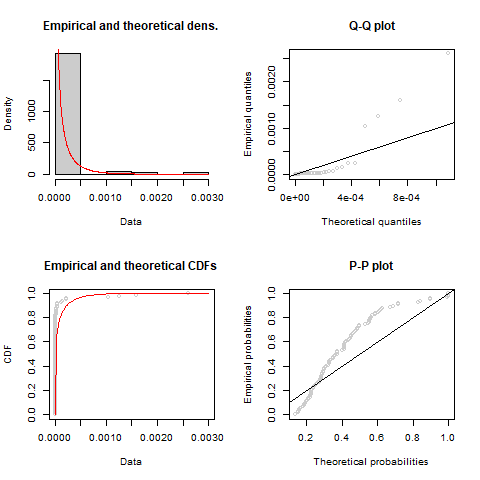 Empirical and theoretical dens.
Density
0 500 1000
0.0000 0.0010 0.0020 0.0030
Data
Q-Q plot
Empirical quantiles
0.0000 0.0010 0.0020
0e+00 4e-04 8e-04
Theoretical quantiles
Empirical and theoretical CDFs
CDF
0.0 0.2 0.4 0.6 0.8 1.0
0.0000 0.0010 0.0020 0.0030
Data
P-P plot
Empirical probabilities
0.0 0.2 0.4 0.6 0.8 1.0
0.2 0.4 0.6 0.8 1.0
Theoretical probabilities